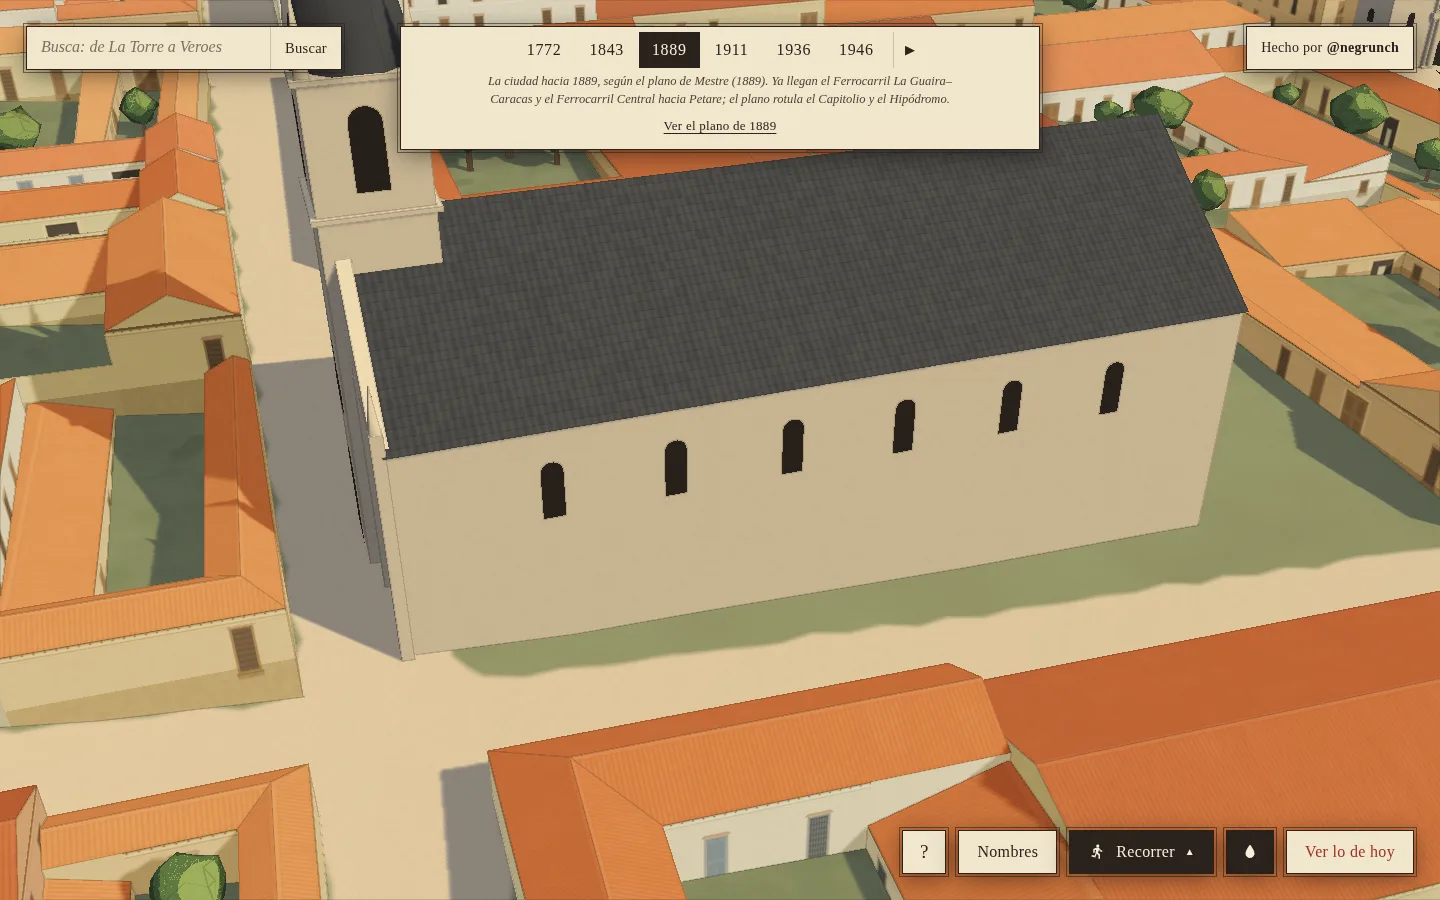 Busca: de La Torre a Veroes
Buscar
1772 1843 1889 1911 1936 1946 ▶
La ciudad hacia 1889, según el plano de Mestre (1889). Ya llegan el Ferrocarril La Guaira–
Caracas y el Ferrocarril Central hacia Petare; el plano rotula el Capitolio y el Hipódromo.
Ver el plano de 1889
Hecho por @negrunch
?
Nombres
Recorrer ▲
Ver lo de hoy